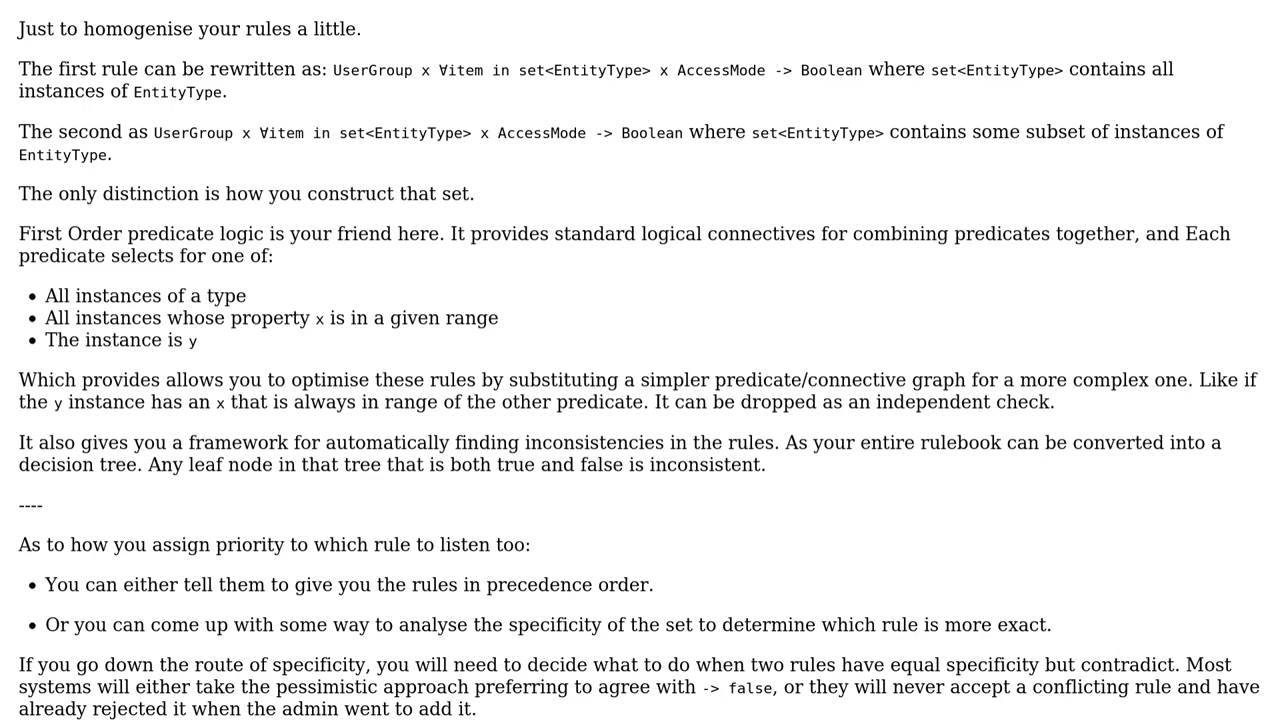 Just to homogenise your rules a little.
The first rule can be rewritten as: UserGroup x ∀item in set<EntityType> x AccessMode -> Boolean where set<EntityType> contains all
instances of EntityType.
The second as UserGroup x ∀item in set<EntityType> x AccessMode -> Boolean where set<EntityType> contains some subset of instances of
EntityType.
The only distinction is how you construct that set.
First Order predicate logic is your friend here. It provides standard logical connectives for combining predicates together, and Each
predicate selects for one of:
• All instances of a type
• All instances whose property x is in a given range
• The instance is y
Which provides allows you to optimise these rules by substituting a simpler predicate/connective graph for a more complex one. Like if
the y instance has an x that is always in range of the other predicate. It can be dropped as an independent check.
It also gives you a framework for automatically finding inconsistencies in the rules. As your entire rulebook can be converted into a
decision tree. Any leaf node in that tree that is both true and false is inconsistent.
----
As to how you assign priority to which rule to listen too:
• You can either tell them to give you the rules in precedence order.
• Or you can come up with some way to analyse the specificity of the set to determine which rule is more exact.
If you go down the route of specificity, you will need to decide what to do when two rules have equal specificity but contradict. Most
systems will either take the pessimistic approach preferring to agree with -> false, or they will never accept a conflicting rule and have
already rejected it when the admin went to add it.